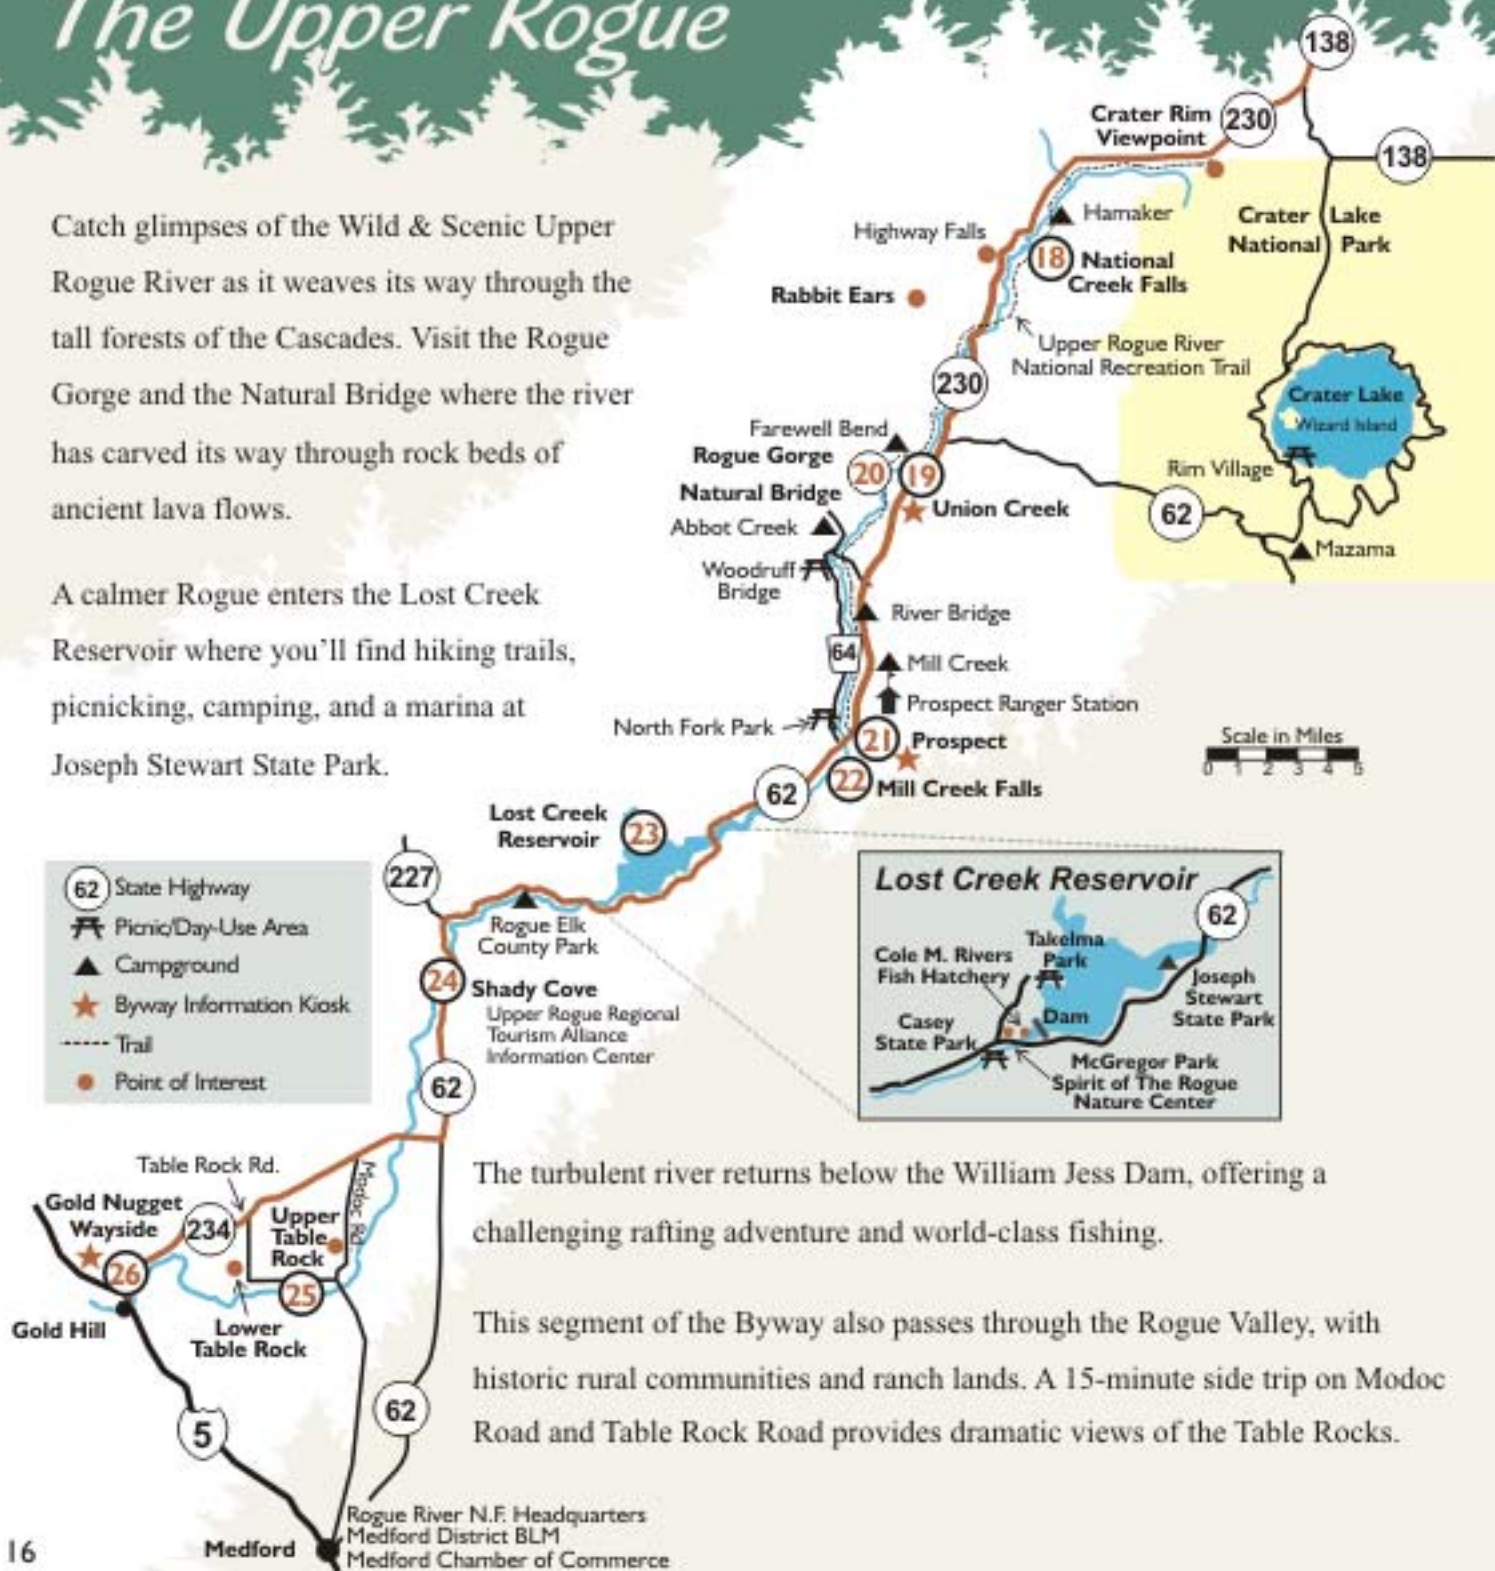 The Upper Rogue
Catch glimpses of the Wild & Scenic Upper
Rogue River as it weaves its way through the
tall forests of the Cascades. Visit the Rogue
Gorge and the Natural Bridge where the river
has carved its way through rock beds of
ancient lava flows.
A calmer Rogue enters the Lost Creek
Reservoir where you'll find hiking trails,
picnicking, camping, and a marina at
Joseph Stewart State Park.
138
230
Crater Rim
Viewpoint
138
Hamaker
Crater Lake
National Park
Highway Falls
18 National
Creek Falls
Rabbit Ears
Upper Rogue River
National Recreation Trail
230
Crater Lake
Wizard Island
Rim Village
Farewell Bend
Rogue Gorge
20
19
Natural Bridge
Union Creek
62
Abbot Creek
Mazama
Woodruff
Bridge
River Bridge
64
Mill Creek
Prospect Ranger Station
North Fork Park
21 Prospect
22 Mill Creek Falls
Scale in Miles
0 1 2 3 4 5
62
Lost Creek
Reservoir
23
227
Rogue Elk
County Park
24
Shady Cove
Upper Rogue Regional
Tourism Alliance
Information Center
62
62 State Highway
Picnic/Day-Use Area
Campground
Byway Information Kiosk
Trail
Point of Interest
Lost Creek Reservoir
62
Takelma
Park
Cole M. Rivers
Fish Hatchery
Joseph
Stewart
State Park
Casey
State Park
Dam
McGregor Park
Spirit of The Rogue
Nature Center
Table Rock Rd.
Modoc Rd.
Gold Nugget
Wayside
234
Upper
Table
Rock
26
25
Gold Hill
Lower
Table Rock
5
62
Medford
Rogue River N.F. Headquarters
Medford District BLM
Medford Chamber of Commerce
The turbulent river returns below the William Jess Dam, offering a
challenging rafting adventure and world-class fishing.
This segment of the Byway also passes through the Rogue Valley, with
historic rural communities and ranch lands. A 15-minute side trip on Modoc
Road and Table Rock Road provides dramatic views of the Table Rocks.
16